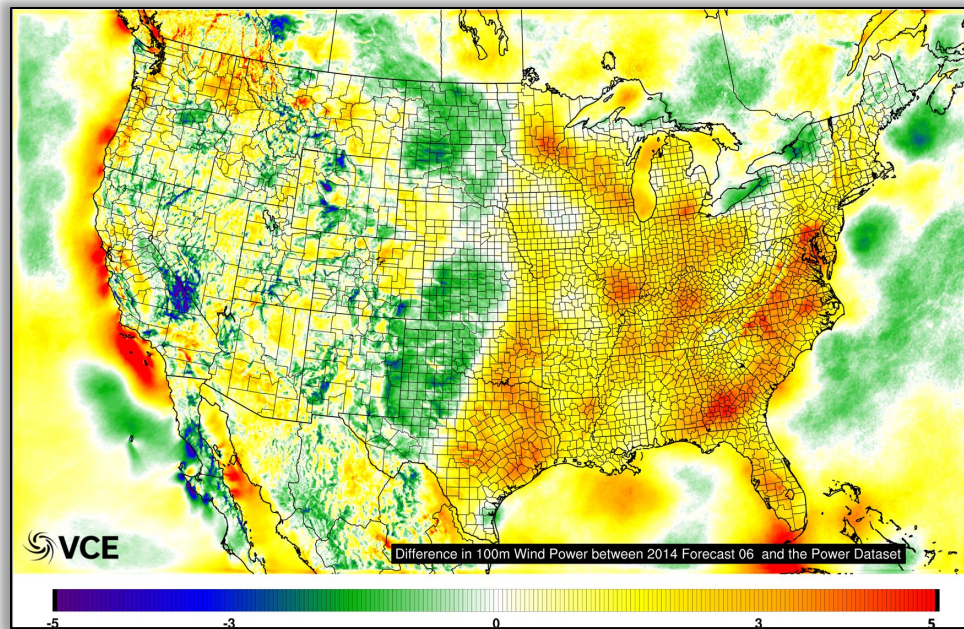 VCE
Difference in 100m Wind Power between 2014 Forecast 06 and the Power Dataset
-5 -3 0 3 5